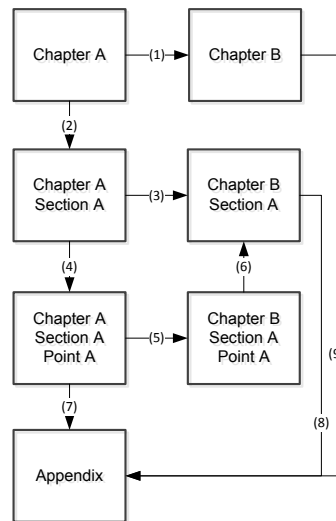 Chapter A
(1)
Chapter B
(2)
Chapter A
Section A
(3)
Chapter B
Section A
(4)
(6)
Chapter A
Section A
Point A
(5)
Chapter B
Section A
Point A
(7)
(8)
Appendix